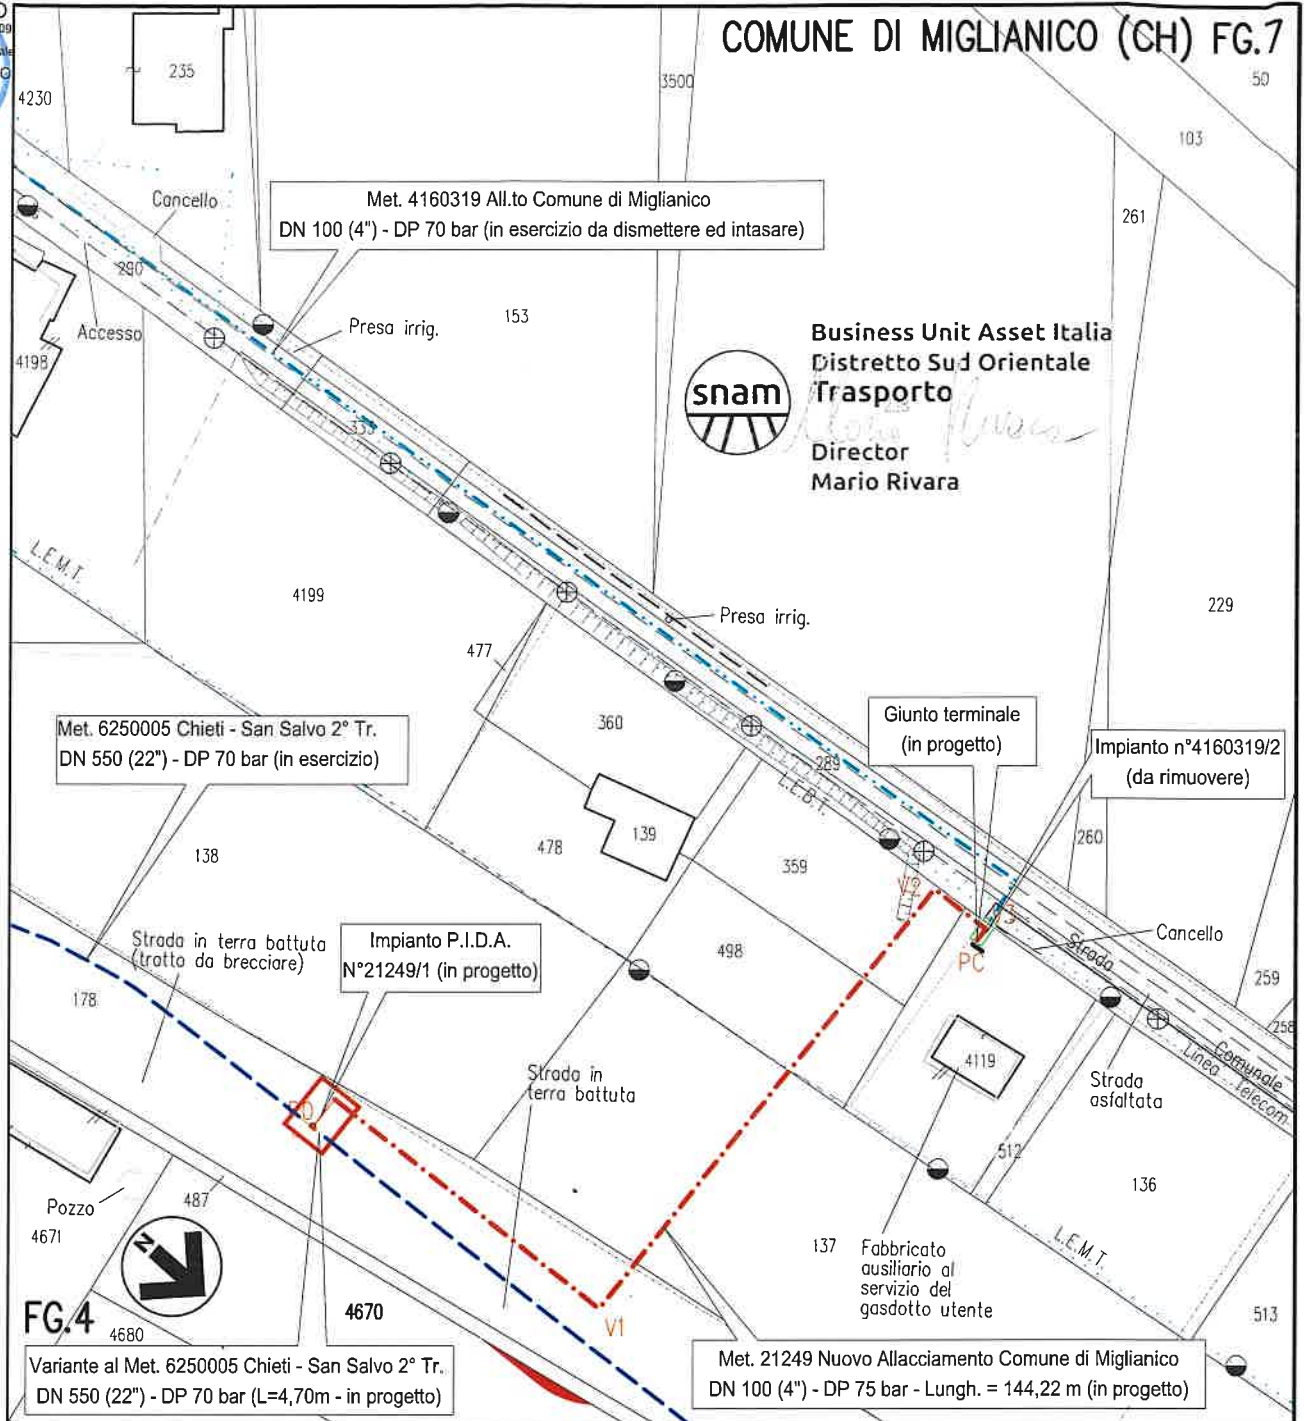 COMUNE DI MIGLIANICO (CH) FG.7
235
4230
3500
50
103
261
Cancello
Met. 4160319 All.to Comune di Miglianico
DN 100 (4") - DP 70 bar (in esercizio da dismettere ed intasare)
290
Accesso
Presa irrig.
153
4198
333
snam
Business Unit Asset Italia
Distretto Sud Orientale
Trasporto
Director
Mario Rivara
L.E.M.T.
4199
229
Presa irrig.
477
360
Giunto terminale
(in progetto)
Impianto n°4160319/2
(da rimuovere)
Met. 6250005 Chieti - San Salvo 2° Tr.
DN 550 (22") - DP 70 bar (in esercizio)
289
L.E.B.T.
139
478
138
359
260
V2
Strada in terra battuta
(tratto da brecciare)
Impianto P.I.D.A.
N°21249/1 (in progetto)
498
PC
Strada
Cancello
259
178
258
4119
Comunale
Linea Telecom
Strada in
terra battuta
Strada
asfaltata
512
136
Pozzo
487
4671
N
137
Fabbricato
ausiliario al
servizio del
gasdotto utente
L.E.M.T.
FG.4
4680
4670
V1
513
Variante al Met. 6250005 Chieti - San Salvo 2° Tr.
DN 550 (22") - DP 70 bar (L=4,70m - in progetto)
Met. 21249 Nuovo Allacciamento Comune di Miglianico
DN 100 (4") - DP 75 bar - Lungh. = 144,22 m (in progetto)